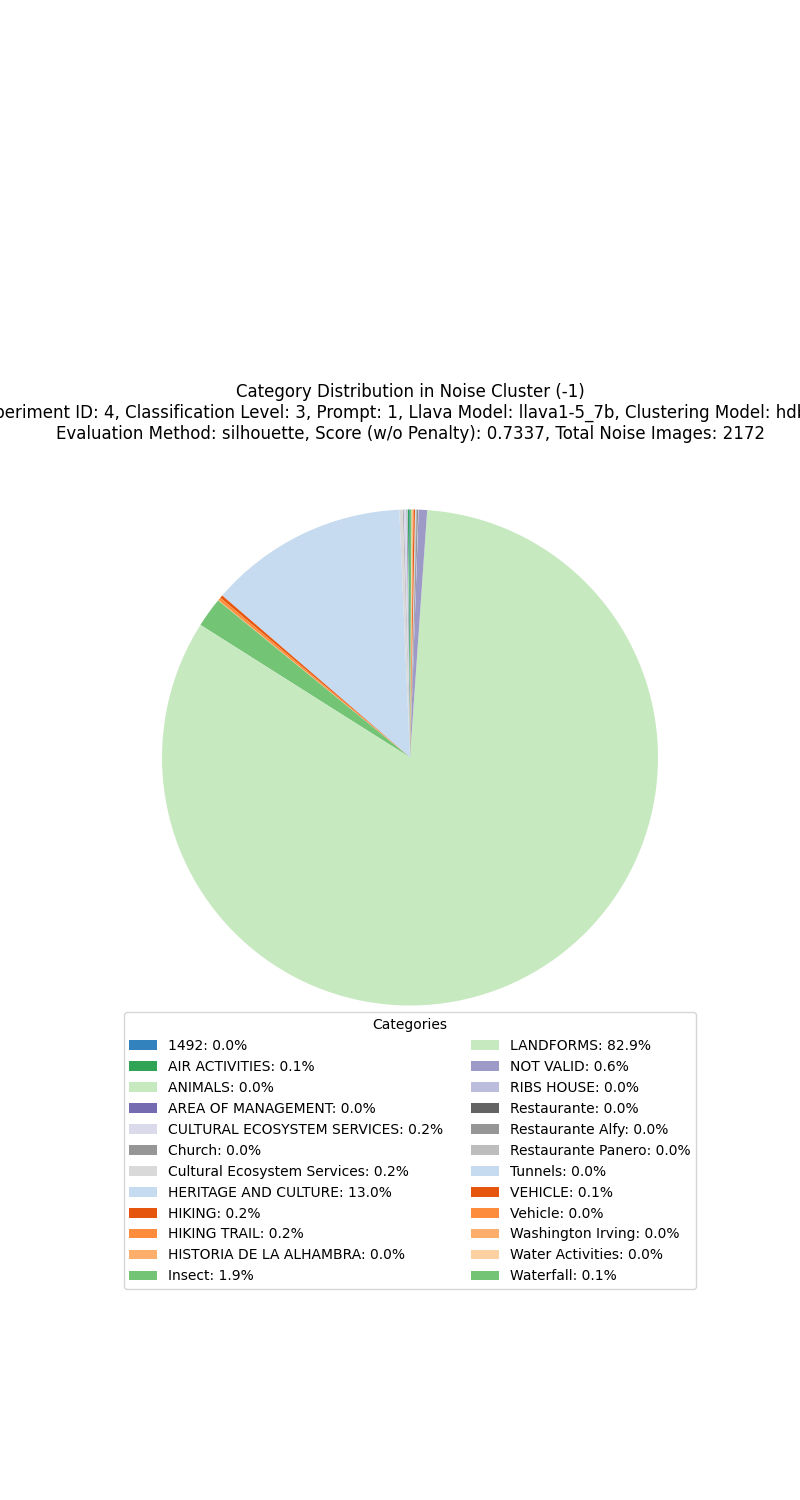 Category Distribution in Noise Cluster (-1)
ID: 4, Classification Level: 3, Prompt: 1, Llava Model: llava1-5_7b, Clustering Model:
Evaluation Method: silhouette, Score (w/o Penalty): 0.7337, Total Noise Images: 2172
Categories
1492: 0.0%
AIR ACTIVITIES: 0.1%
ANIMALS: 0.0%
AREA OF MANAGEMENT: 0.0%
CULTURAL ECOSYSTEM SERVICES: 0.2%
Church: 0.0%
Cultural Ecosystem Services: 0.2%
HERITAGE AND CULTURE: 13.0%
HIKING: 0.2%
HIKING TRAIL: 0.2%
HISTORIA DE LA ALHAMBRA: 0.0%
Insect: 1.9%
LANDFORMS: 82.9%
NOT VALID: 0.6%
RIBS HOUSE: 0.0%
Restaurante: 0.0%
Restaurante Alfy: 0.0%
Restaurante Panero: 0.0%
Tunnels: 0.0%
VEHICLE: 0.1%
Vehicle: 0.0%
Washington Irving: 0.0%
Water Activities: 0.0%
Waterfall: 0.1%